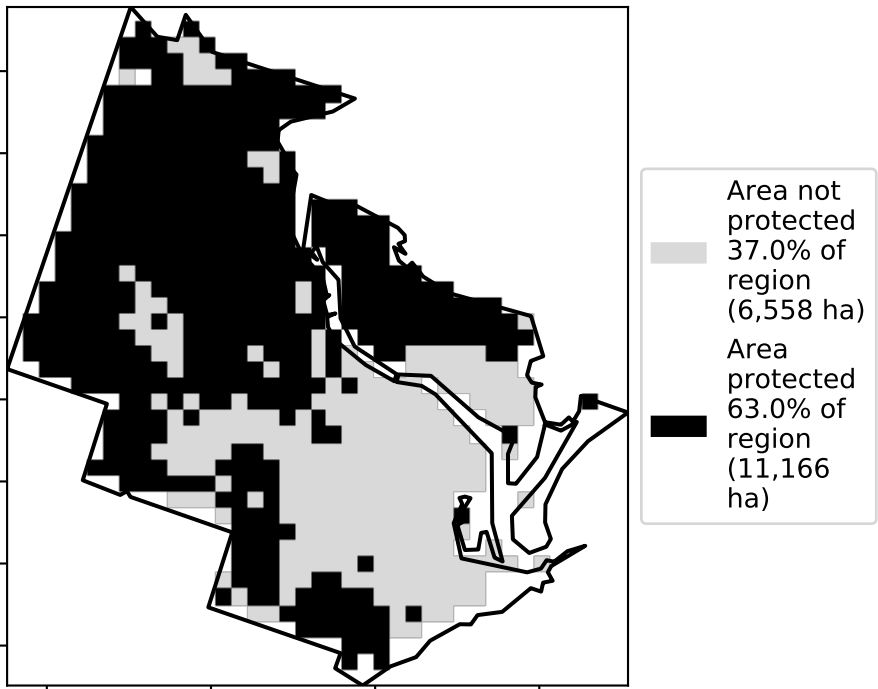 Area not
protected
37.0% of
region
(6,558 ha)
Area
protected
63.0% of
region
(11,166
ha)